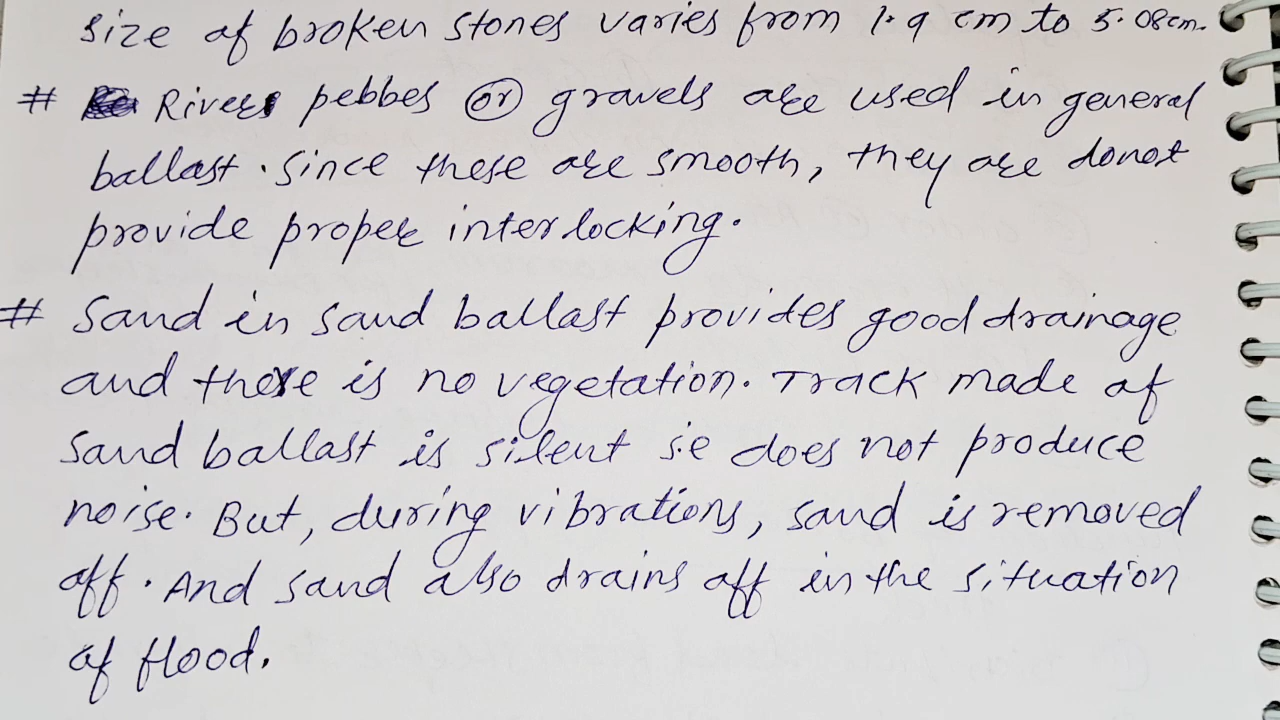 size of broken stones varies from 1.9 cm to 5.08cm.
# Rivers pebbes or gravels are used in general
ballast. Since these are smooth, they are donot
provide proper interlocking.
# Sand in sand ballast provides good drainage
and there is no vegetation. Track made of
sand ballast is silent i.e does not produce
noise. But, during vibrations, sand is removed
off. And sand also drains off in the situation
of flood.